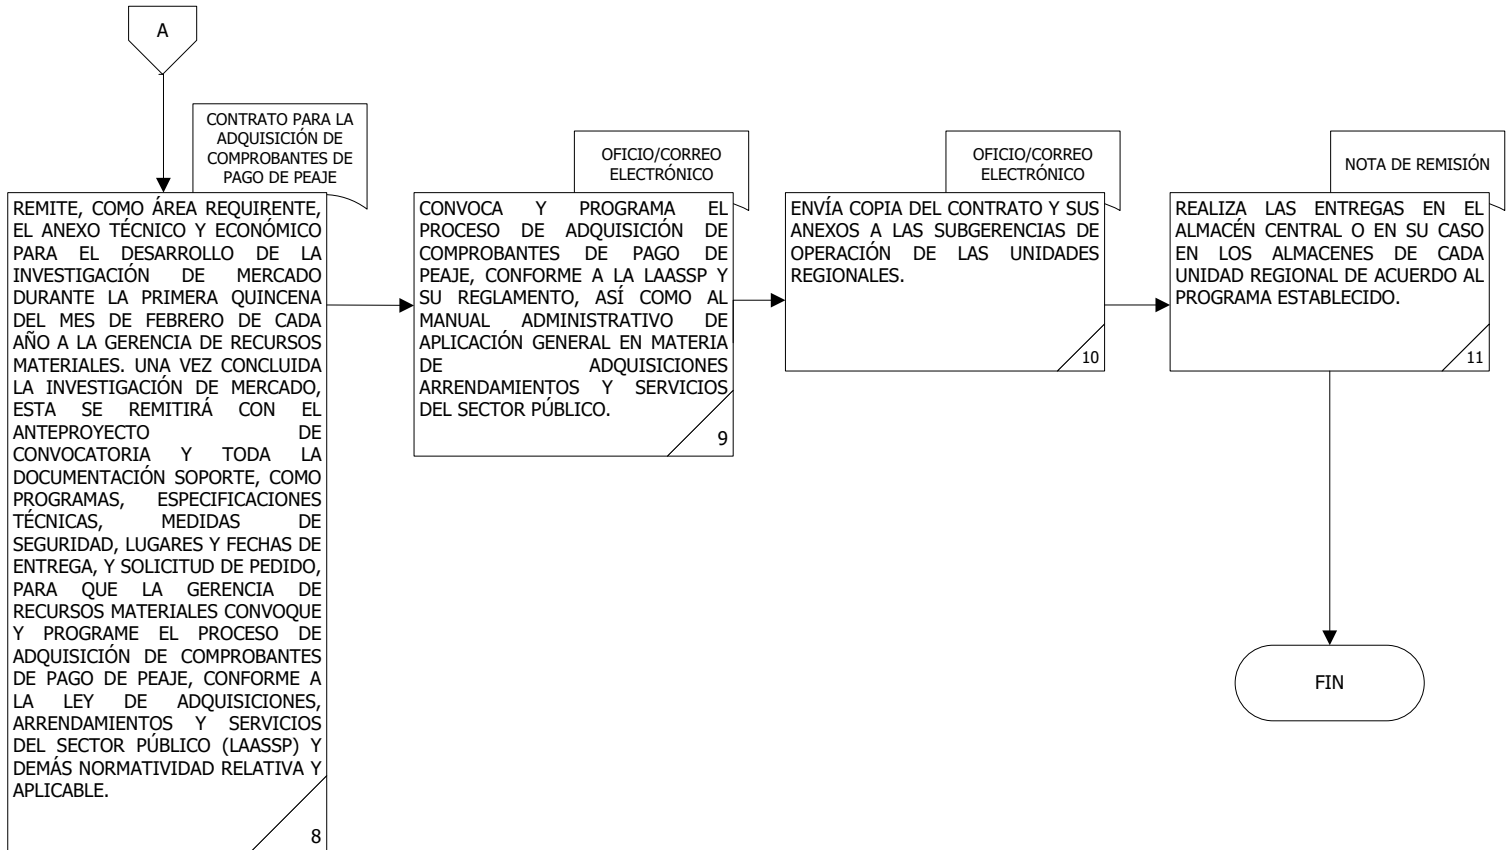 A
CONTRATO PARA LA
ADQUISICIÓN DE
COMPROBANTES DE
PAGO DE PEAJE
REMITE, COMO ÁREA REQUIRENTE,
EL ANEXO TÉCNICO Y ECONÓMICO
PARA EL DESARROLLO DE LA
INVESTIGACIÓN DE MERCADO
DURANTE LA PRIMERA QUINCENA
DEL MES DE FEBRERO DE CADA
AÑO A LA GERENCIA DE RECURSOS
MATERIALES. UNA VEZ CONCLUIDA
LA INVESTIGACIÓN DE MERCADO,
ESTA SE REMITIRÁ CON EL
ANTEPROYECTO DE
CONVOCATORIA Y TODA LA
DOCUMENTACIÓN SOPORTE, COMO
PROGRAMAS, ESPECIFICACIONES
TÉCNICAS, MEDIDAS DE
SEGURIDAD, LUGARES Y FECHAS DE
ENTREGA, Y SOLICITUD DE PEDIDO,
PARA QUE LA GERENCIA DE
RECURSOS MATERIALES CONVOQUE
Y PROGRAME EL PROCESO DE
ADQUISICIÓN DE COMPROBANTES
DE PAGO DE PEAJE, CONFORME A
LA LEY DE ADQUISICIONES,
ARRENDAMIENTOS Y SERVICIOS
DEL SECTOR PÚBLICO (LAASSP) Y
DEMÁS NORMATIVIDAD RELATIVA Y
APLICABLE.
8
OFICIO/CORREO
ELECTRÓNICO
CONVOCA Y PROGRAMA EL
PROCESO DE ADQUISICIÓN DE
COMPROBANTES DE PAGO DE
PEAJE, CONFORME A LA LAASSP Y
SU REGLAMENTO, ASÍ COMO AL
MANUAL ADMINISTRATIVO DE
APLICACIÓN GENERAL EN MATERIA
DE ADQUISICIONES
ARRENDAMIENTOS Y SERVICIOS
DEL SECTOR PÚBLICO.
9
OFICIO/CORREO
ELECTRÓNICO
ENVÍA COPIA DEL CONTRATO Y SUS
ANEXOS A LAS SUBGERENCIAS DE
OPERACIÓN DE LAS UNIDADES
REGIONALES.
10
NOTA DE REMISIÓN
REALIZA LAS ENTREGAS EN EL
ALMACÉN CENTRAL O EN SU CASO
EN LOS ALMACENES DE CADA
UNIDAD REGIONAL DE ACUERDO AL
PROGRAMA ESTABLECIDO.
11
FIN